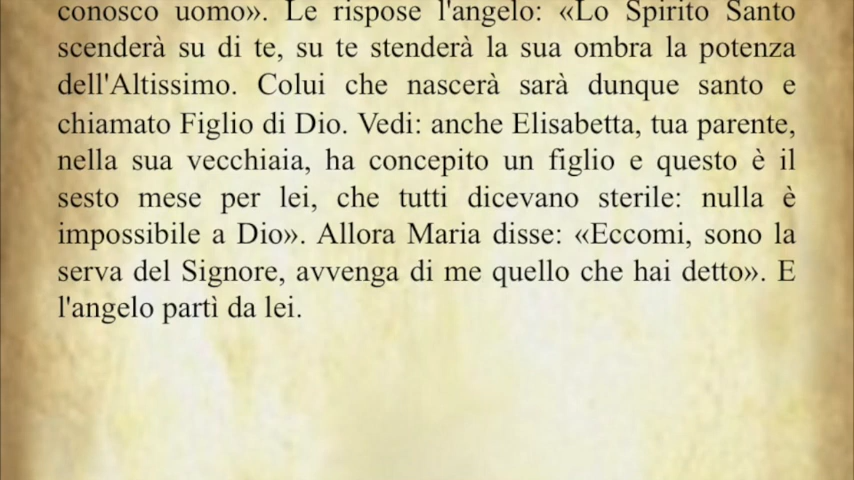 conosco uomo». Le rispose l'angelo: «Lo Spirito Santo
scenderà su di te, su te stenderà la sua ombra la potenza
dell'Altissimo. Colui che nascerà sarà dunque santo e
chiamato Figlio di Dio. Vedi: anche Elisabetta, tua parente,
nella sua vecchiaia, ha concepito un figlio e questo è il
sesto mese per lei, che tutti dicevano sterile: nulla è
impossibile a Dio». Allora Maria disse: «Eccomi, sono la
serva del Signore, avvenga di me quello che hai detto». E
l'angelo partì da lei.